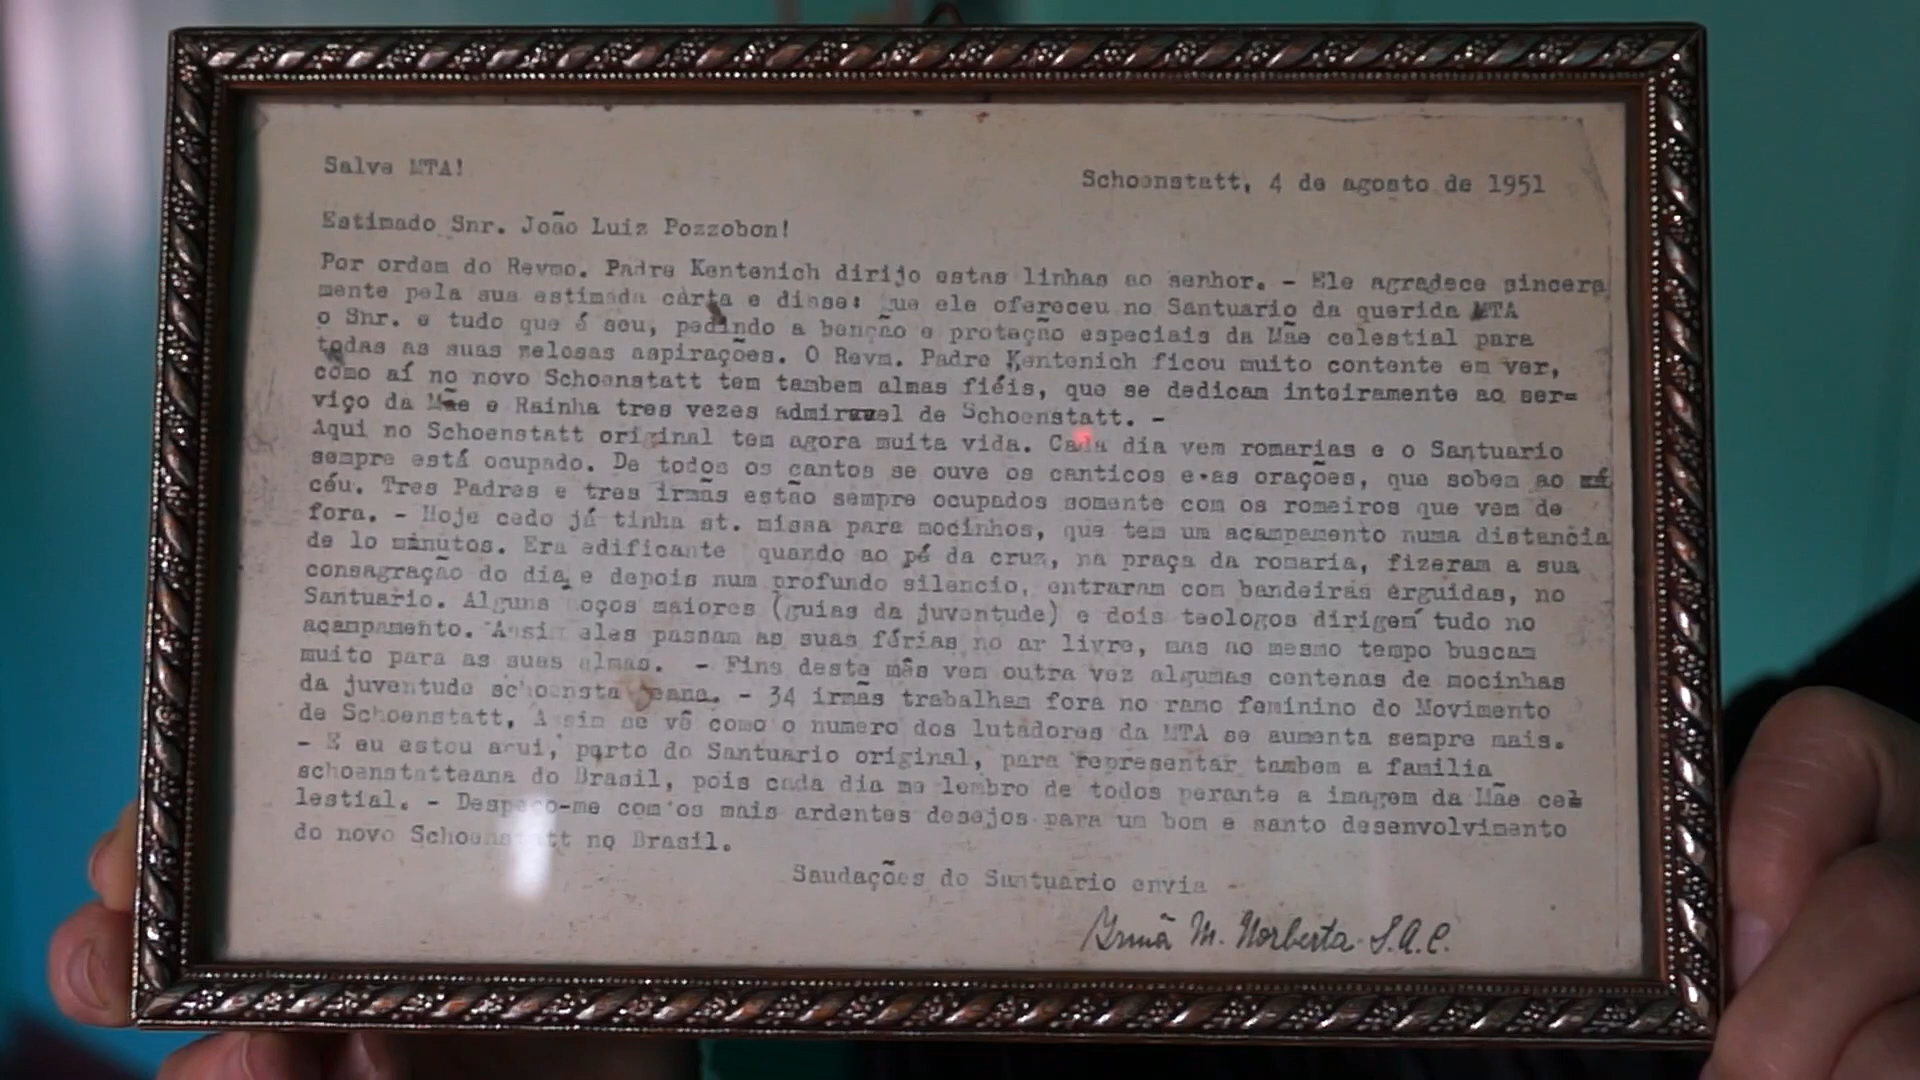 Salve MTA!
Schoenstatt, 4 de agosto de 1951
Estimado Snr. João Luiz Pozzobon!
Por ordem do Revmo. Padre Kentenich dirijo estas linhas ao senhor. - Ele agradece sincera
mente pela sua estimada carta e disse: que ele ofereceu no Santuario da querida MTA
o Snr. e tudo que é seu, pedindo a benção e proteção especiais da Mãe celestial para
todas as suas zelosas aspirações. O Revm. Padre Kentenich ficou muito contente em ver,
como aí no novo Schoenstatt tem tambem almas fiéis, que se dedicam inteiramente ao ser=
viço da Mãe e Rainha tres vezes admiravel de Schoenstatt. -
Aqui no Schoenstatt original tem agora muita vida. Cada dia vem romarias e o Santuario
sempre está ocupado. De todos os cantos se ouve os canticos e as orações, que sobem ao
céu. Tres Padres e tres irmãs estão sempre ocupados somente com os romeiros que vem de
fora. - Hoje cedo já tinha st. missa para mocinhos, que tem um acampamento numa distancia
de lo minutos. Era edificante quando ao pé da cruz, na praça da romaria, fizeram a sua
consagração do dia e depois num profundo silencio, entraram com bandeiras erguidas, no
Santuario. Alguns moços maiores (guias da juventude) e dois teologos dirigem tudo no
acampamento. Assim eles passam as suas férias no ar livre, mas ao mesmo tempo buscam
muito para as suas almas. - Fins deste mês vem outra vez algumas centenas de mocinhas
da juventude schoenstatteana. - 34 irmãs trabalham fora no ramo feminino do Movimento
de Schoenstatt, Assim se vê como o numero dos lutadores da MTA se aumenta sempre mais.
- E eu estou aqui, perto do Santuario original, para representar tambem a familia
schoenstatteana do Brasil, pois cada dia me lembro de todos perante a imagem da Mãe ce
lestial. - Despeço-me com os mais ardentes desejos para um bom e santo desenvolvimento
do novo Schoenstatt no Brasil.
Saudações do Santuario envia
Irmã M. Norberta S.A.C.